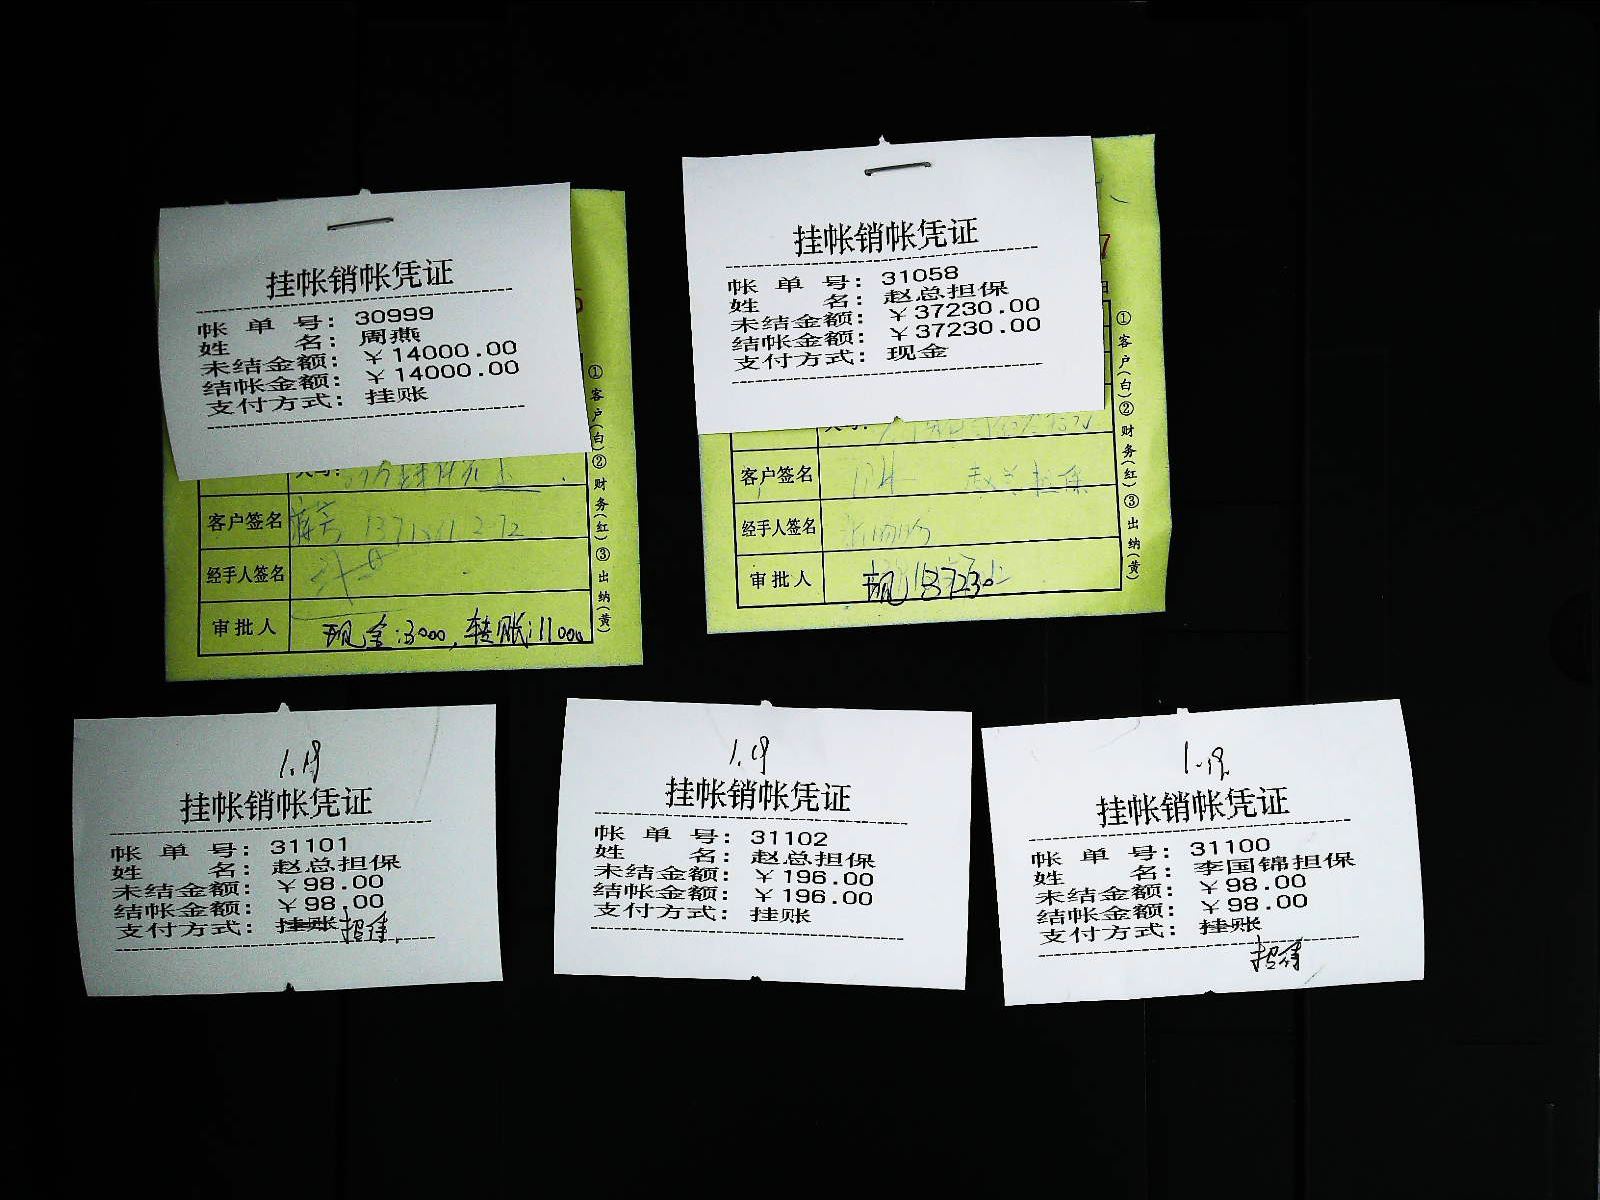 挂帐销帐凭证
帐单号：30999
姓名：周燕
未结金额：￥14000.00
结帐金额：￥14000.00
支付方式：挂账
客户签名
经手人签名
审批人 现金:3000,转账:11000
①客户(白)②财务(红)③出纳(黄)
挂帐销帐凭证
帐单号：31058
姓名：赵总担保
未结金额：￥37230.00
结帐金额：￥37230.00
支付方式：现金
客户签名 赵总担保
经手人签名
审批人 现 37230
①客户(白)②财务(红)③出纳(黄)
1.19
挂帐销帐凭证
帐单号：31101
姓名：赵总担保
未结金额：￥98.00
结帐金额：￥98.00
支付方式：挂账 招待
1.19
挂帐销帐凭证
帐单号：31102
姓名：赵总担保
未结金额：￥196.00
结帐金额：￥196.00
支付方式：挂账
1.19
挂帐销帐凭证
帐单号：31100
姓名：李国锦担保
未结金额：￥98.00
结帐金额：￥98.00
支付方式：挂账
招待